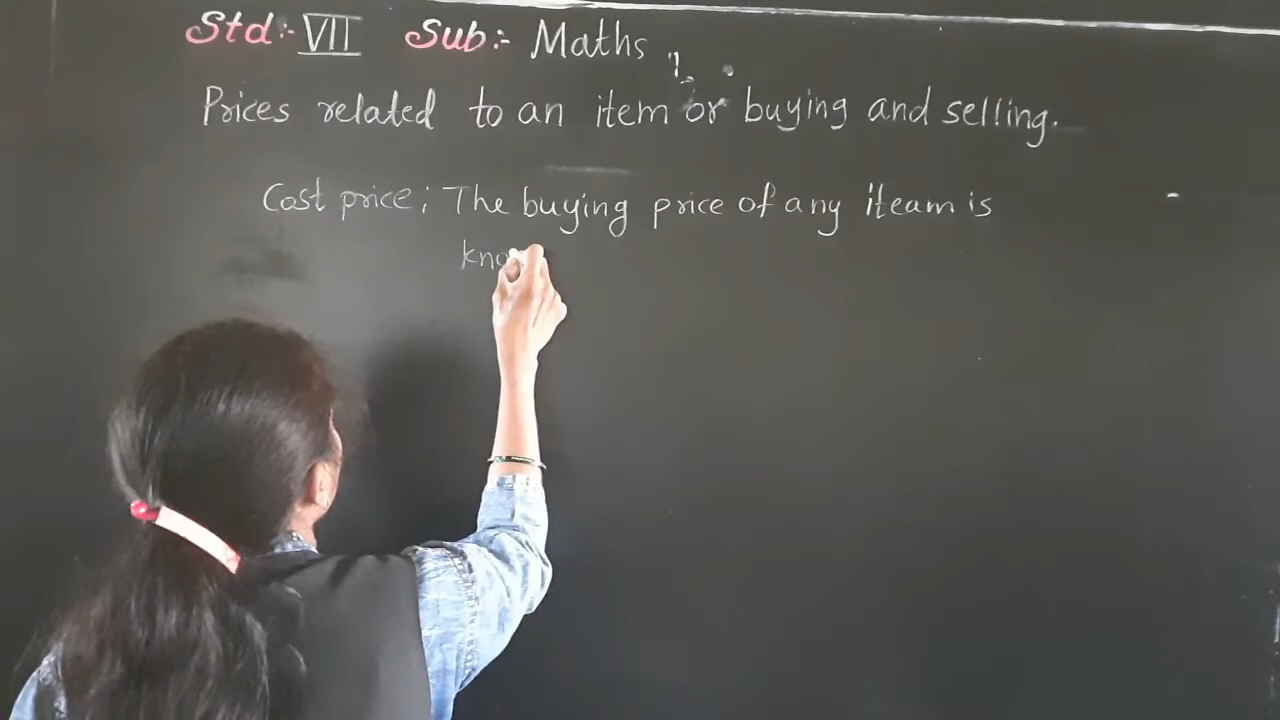 Std:- VII Sub:- Maths
Prices related to an item or buying and selling.
Cost price; The buying price of any iteam is
kno